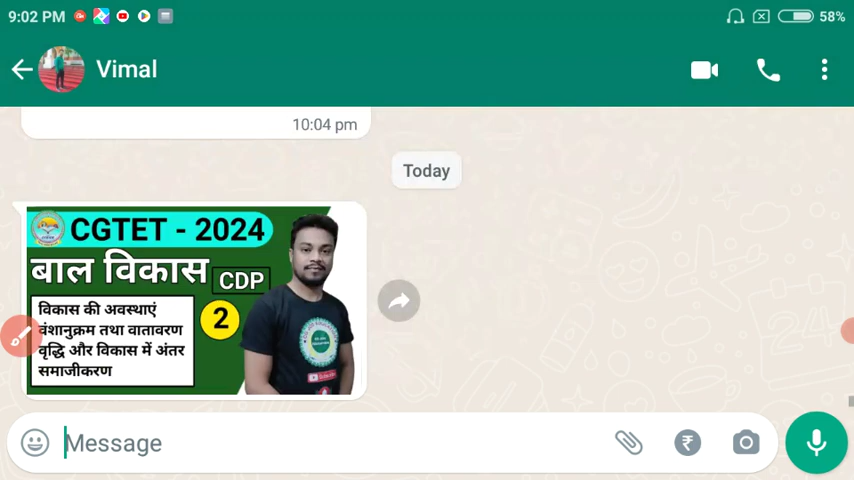 9:02 PM
58%
Vimal
10:04 pm
Today
CGTET - 2024
बाल विकास CDP
विकास की अवस्थाएं
वंशानुक्रम तथा वातावरण
वृद्धि और विकास में अंतर
समाजीकरण
2
Message